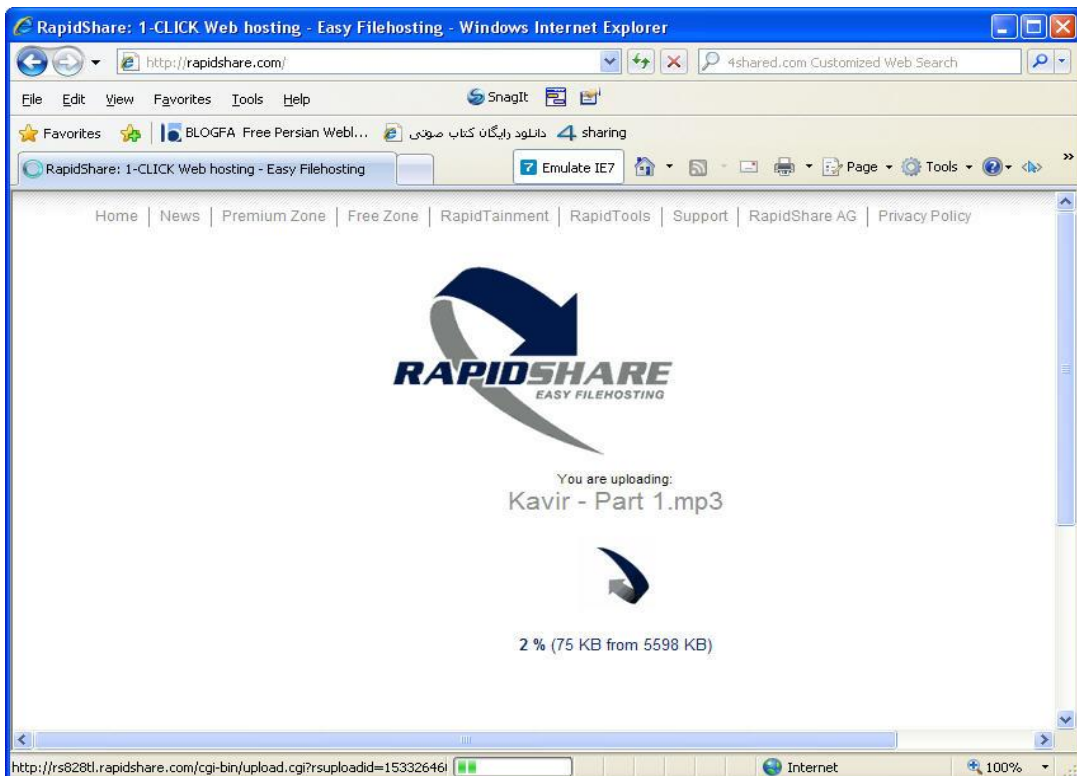 RapidShare: 1-CLICK Web hosting - Easy Filehosting - Windows Internet Explorer
http://rapidshare.com/ 4shared.com Customized Web Search
File Edit View Favorites Tools Help SnagIt
Favorites BLOGFA Free Persian Webl... دانلود رایگان کتاب صوتی 4 sharing
RapidShare: 1-CLICK Web hosting - Easy Filehosting 7 Emulate IE7 Page Tools »
Home | News | Premium Zone | Free Zone | RapidTainment | RapidTools | Support | RapidShare AG | Privacy Policy
RAPIDSHARE
EASY FILEHOSTING
You are uploading:
Kavir - Part 1.mp3
2 % (75 KB from 5598 KB)
http://rs828tl.rapidshare.com/cgi-bin/upload.cgi?rsuploadid=15332646 Internet 100%